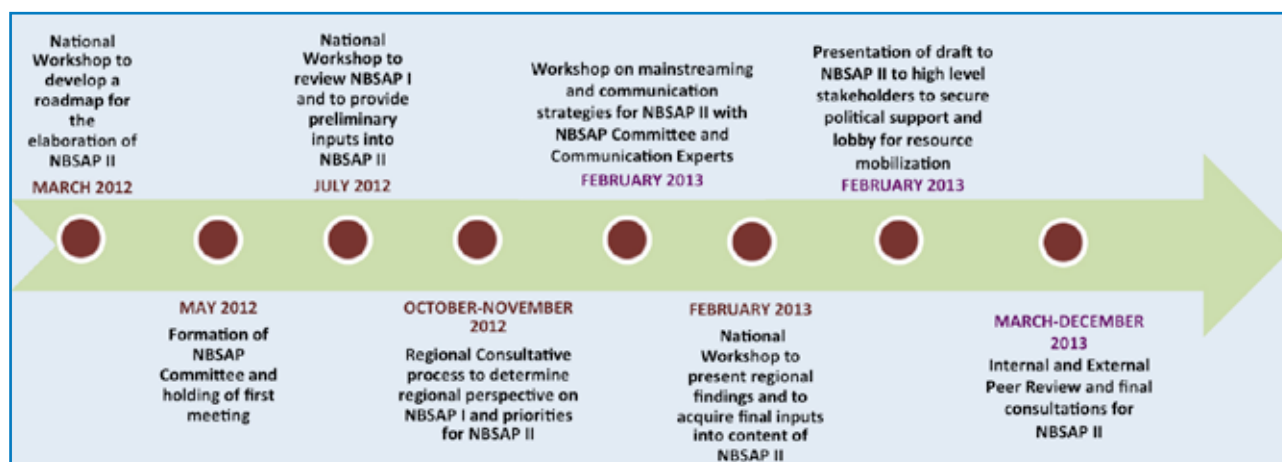 National
Workshop to
develop a
roadmap for
the
elaboration of
NBSAP II
MARCH 2012
MAY 2012
Formation of
NBSAP
Committee and
holding of first
meeting
National
Workshop to
review NBSAP I
and to provide
preliminary
inputs into
NBSAP II
JULY 2012
OCTOBER-NOVEMBER
2012
Regional Consultative
process to determine
regional perspective on
NBSAP I and priorities
for NBSAP II
Workshop on mainstreaming
and communication
strategies for NBSAP II with
NBSAP Committee and
Communication Experts
FEBRUARY 2013
FEBRUARY 2013
National
Workshop to
present regional
findings and to
acquire final inputs
into content of
NBSAP II
Presentation of draft to
NBSAP II to high level
stakeholders to secure
political support and
lobby for resource
mobilization
FEBRUARY 2013
MARCH-DECEMBER
2013
Internal and External
Peer Review and final
consultations for
NBSAP II